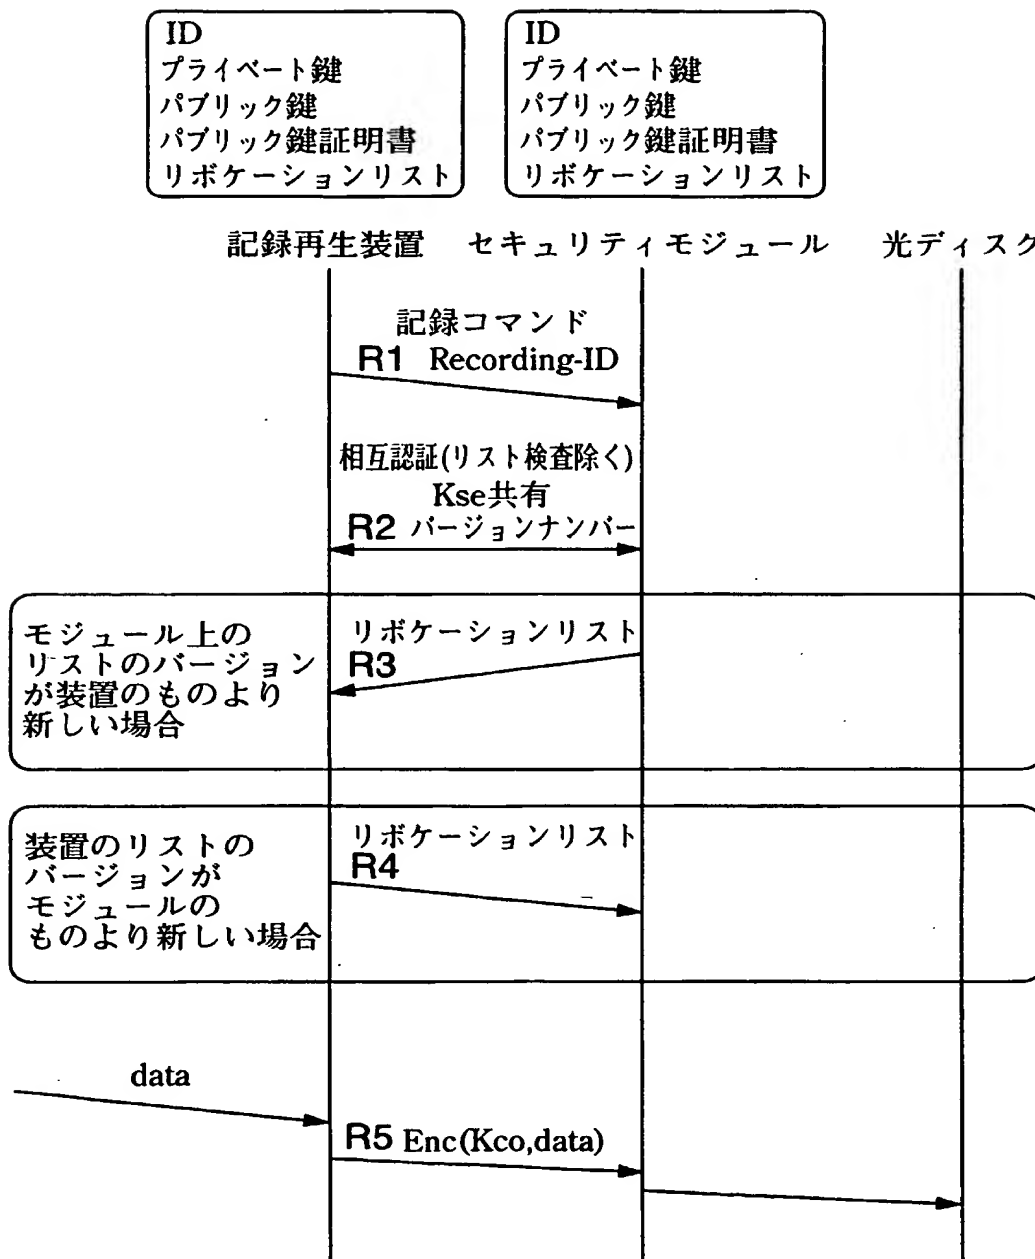 ID
プライベート鍵
パブリック鍵
パブリック鍵証明書
リボケーションリスト
ID
プライベート鍵
パブリック鍵
パブリック鍵証明書
リボケーションリスト
記録再生装置
セキュリティモジュール
光ディスク
記録コマンド
R1 Recording-ID
相互認証(リスト検査除く)
Kse共有
R2 バージョンナンバー
モジュール上の
リストのバージョン
が装置のものより
新しい場合
リボケーションリスト
R3
装置のリストの
バージョンが
モジュールの
ものより新しい場合
リボケーションリスト
R4
data
R5 Enc(Kco,data)